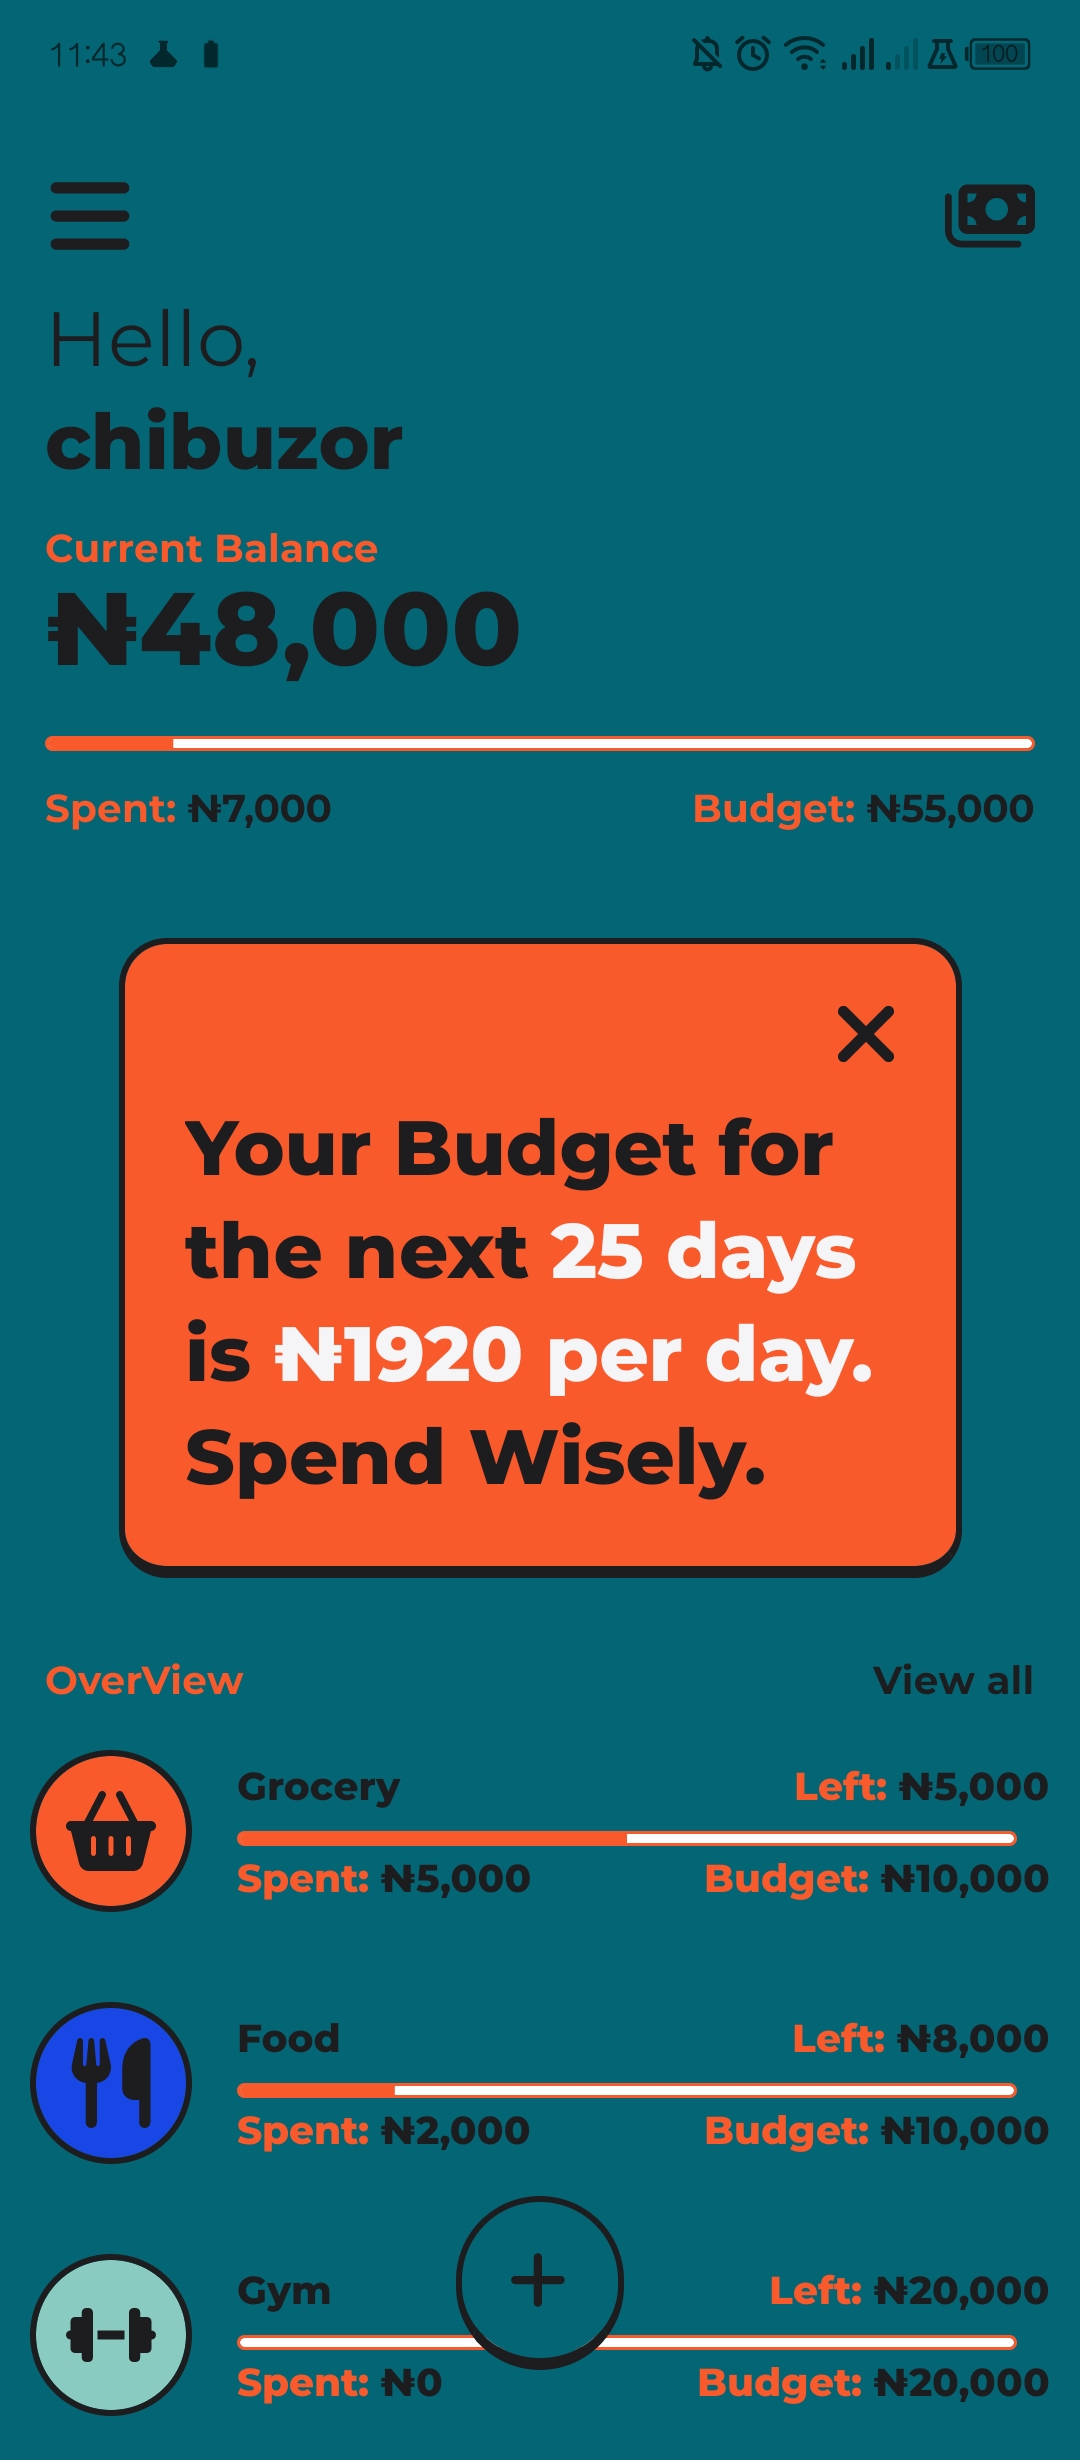 11:43
100
Hello,
chibuzor
Current Balance
₦48,000
Spent: ₦7,000
Budget: ₦55,000
Your Budget for
the next 25 days
is ₦1920 per day.
Spend Wisely.
OverView
View all
Grocery
Left: ₦5,000
Spent: ₦5,000
Budget: ₦10,000
Food
Left: ₦8,000
Spent: ₦2,000
Budget: ₦10,000
Gym
Left: ₦20,000
Spent: ₦0
Budget: ₦20,000